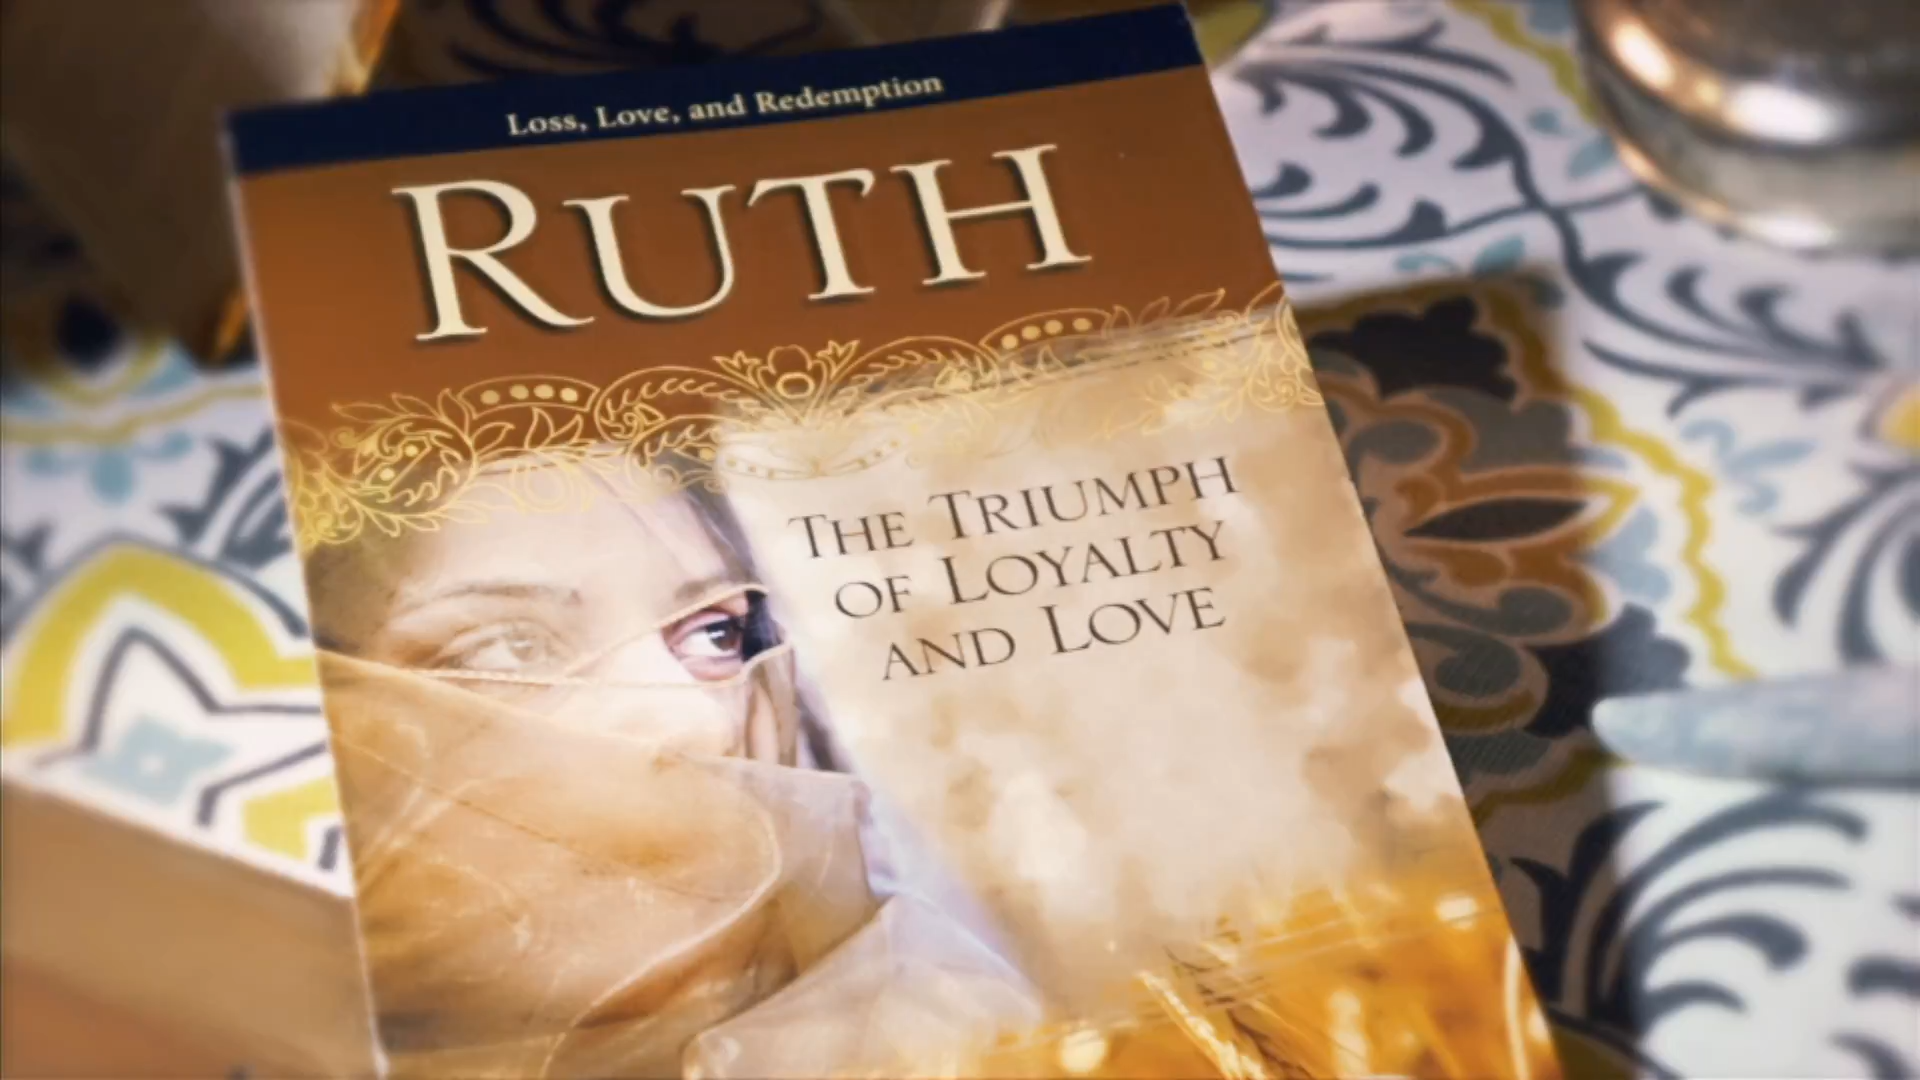 Loss, Love, and Redemption
RUTH
THE TRIUMPH
OF LOYALTY
AND LOVE